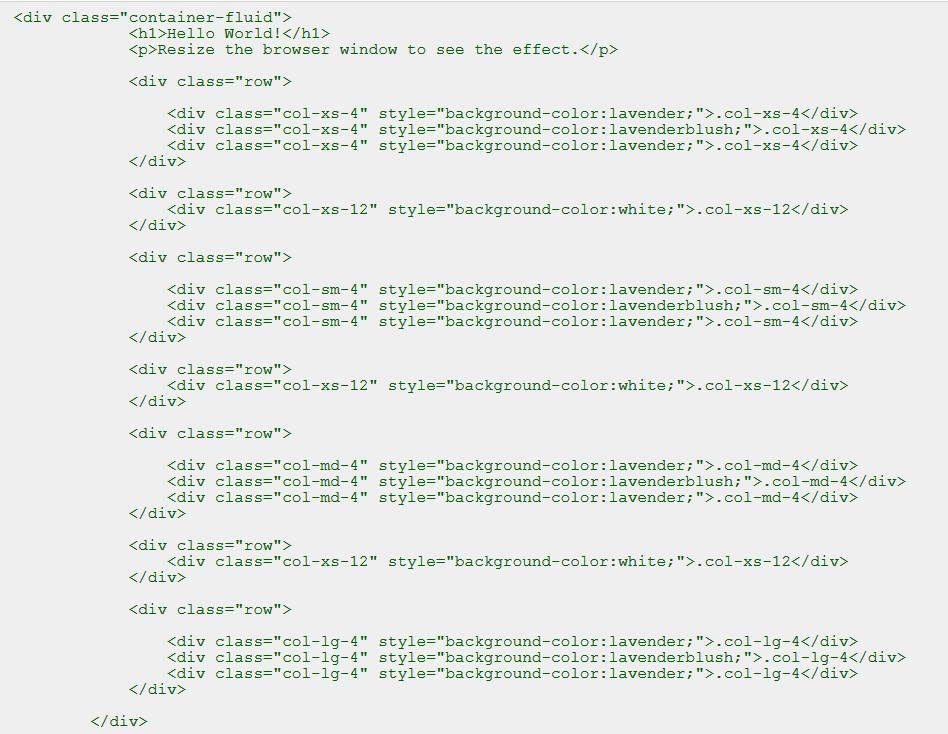 <div class="container-fluid">
<h1>Hello World!</h1>
<p>Resize the browser window to see the effect.</p>
<div class="row">
<div class="col-xs-4" style="background-color:lavender;">.col-xs-4</div>
<div class="col-xs-4" style="background-color:lavenderblush;">.col-xs-4</div>
<div class="col-xs-4" style="background-color:lavender;">.col-xs-4</div>
</div>
<div class="row">
<div class="col-xs-12" style="background-color:white;">.col-xs-12</div>
</div>
<div class="row">
<div class="col-sm-4" style="background-color:lavender;">.col-sm-4</div>
<div class="col-sm-4" style="background-color:lavenderblush;">.col-sm-4</div>
<div class="col-sm-4" style="background-color:lavender;">.col-sm-4</div>
</div>
<div class="row">
<div class="col-xs-12" style="background-color:white;">.col-xs-12</div>
</div>
<div class="row">
<div class="col-md-4" style="background-color:lavender;">.col-md-4</div>
<div class="col-md-4" style="background-color:lavenderblush;">.col-md-4</div>
<div class="col-md-4" style="background-color:lavender;">.col-md-4</div>
</div>
<div class="row">
<div class="col-xs-12" style="background-color:white;">.col-xs-12</div>
</div>
<div class="row">
<div class="col-lg-4" style="background-color:lavender;">.col-lg-4</div>
<div class="col-lg-4" style="background-color:lavenderblush;">.col-lg-4</div>
<div class="col-lg-4" style="background-color:lavender;">.col-lg-4</div>
</div>
</div>